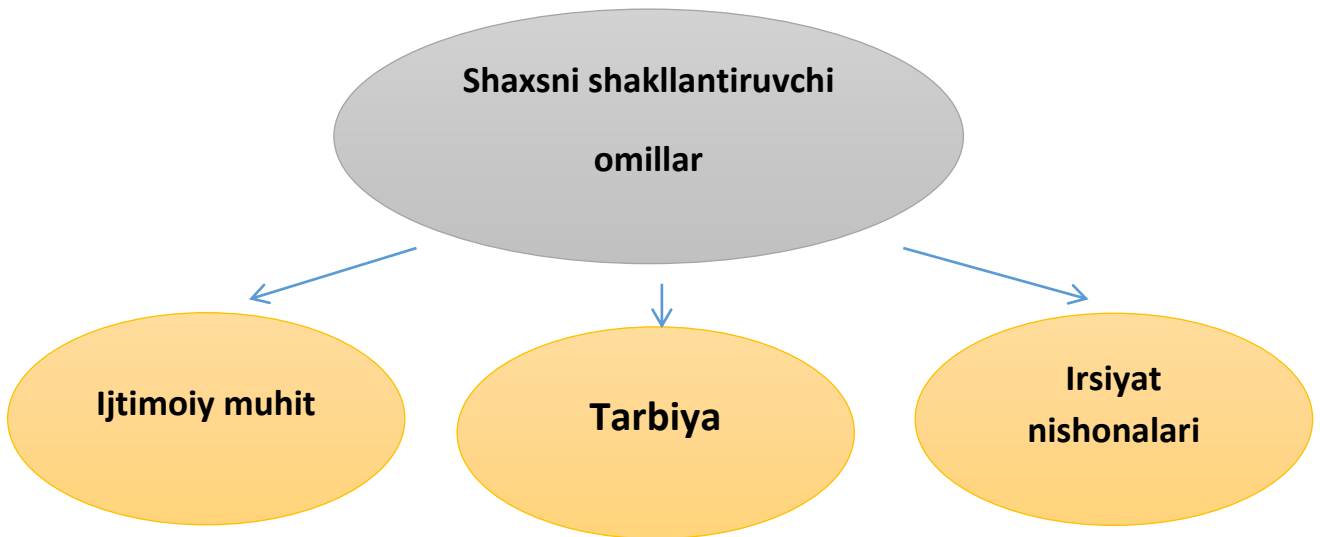 Shaxsni shakllantiruvchi
omillar
Ijtimoiy muhit
Tarbiya
Irsiyat
nishonalari